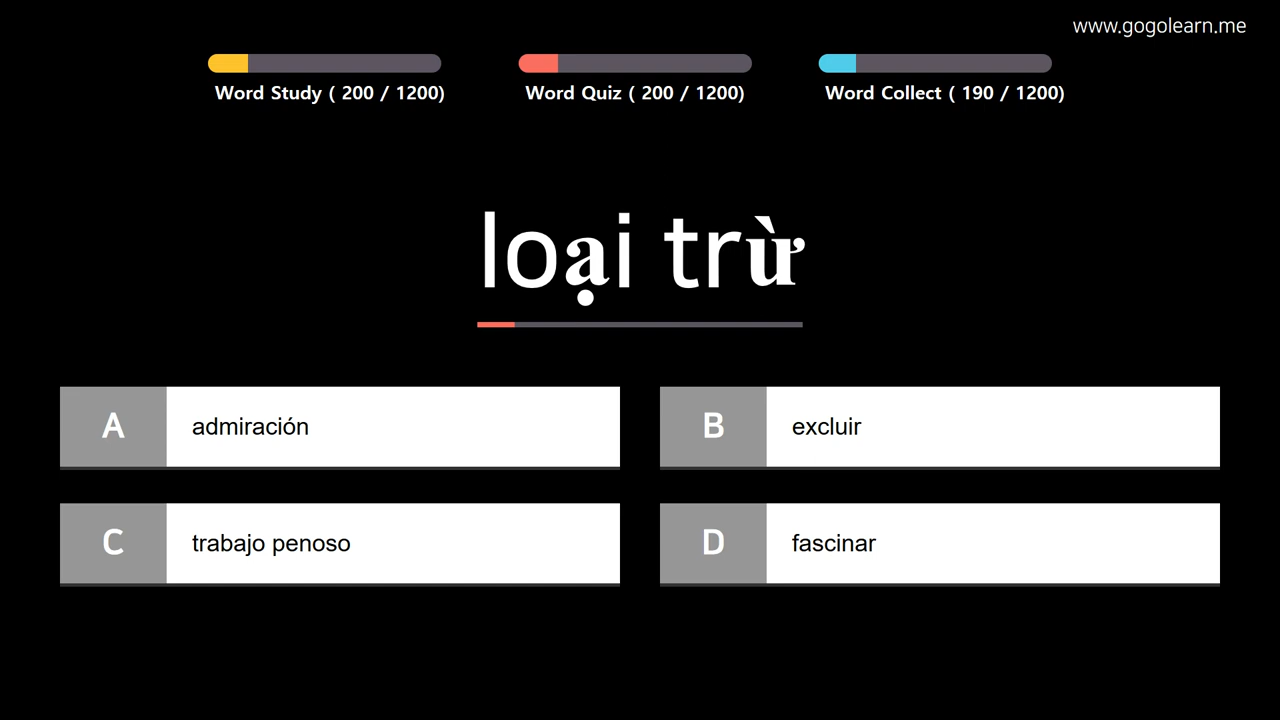 www.gogolearn.me
Word Study ( 200 / 1200)
Word Quiz ( 200 / 1200)
Word Collect ( 190 / 1200)
loại trừ
A admiración
B excluir
C trabajo penoso
D fascinar